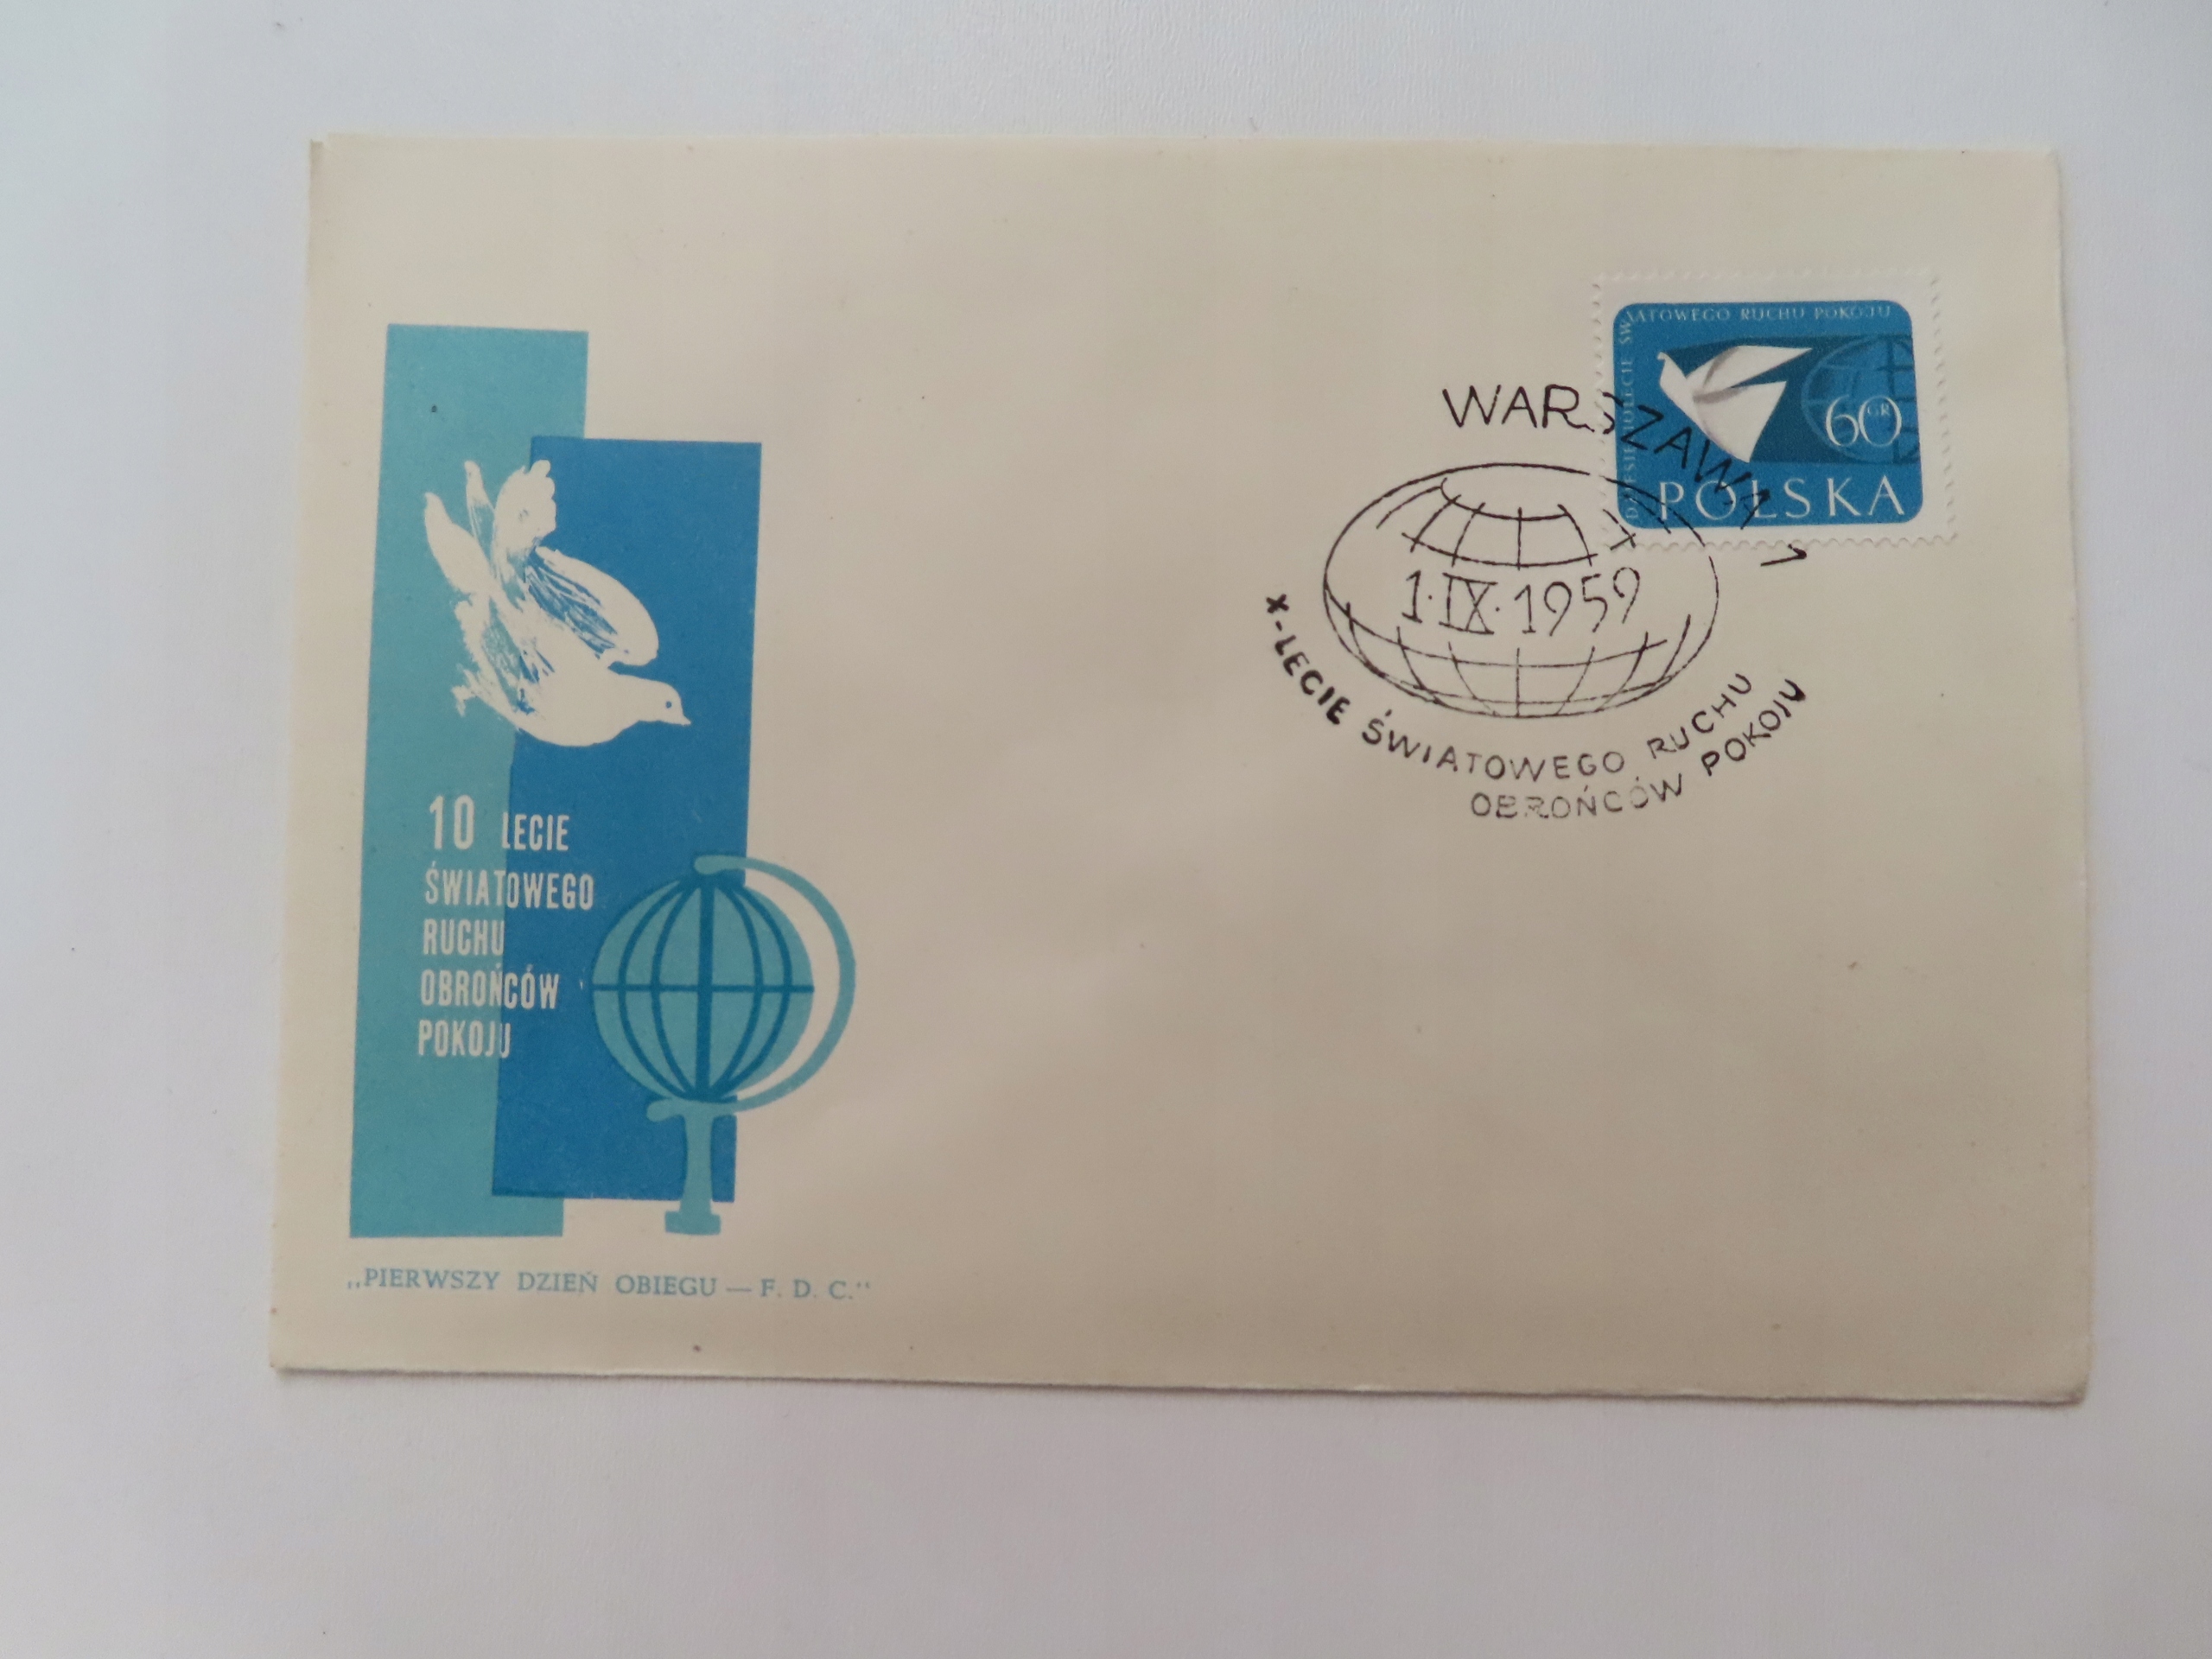 10 LECIE
ŚWIATOWEGO
RUCHU
OBROŃCÓW
POKOJU
„PIERWSZY DZIEŃ OBIEGU — F. D. C.“
DZIESIĘCIOLECIE ŚWIATOWEGO RUCHU POKOJU
60 GR
POLSKA
WARSZAWA 1
1·IX·1959
X-LECIE ŚWIATOWEGO RUCHU
OBROŃCÓW POKOJU